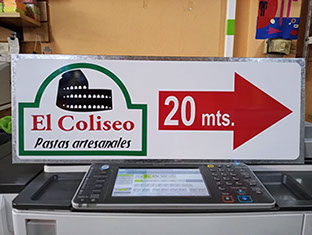 El Coliseo
Pastas artesanales
20 mts.